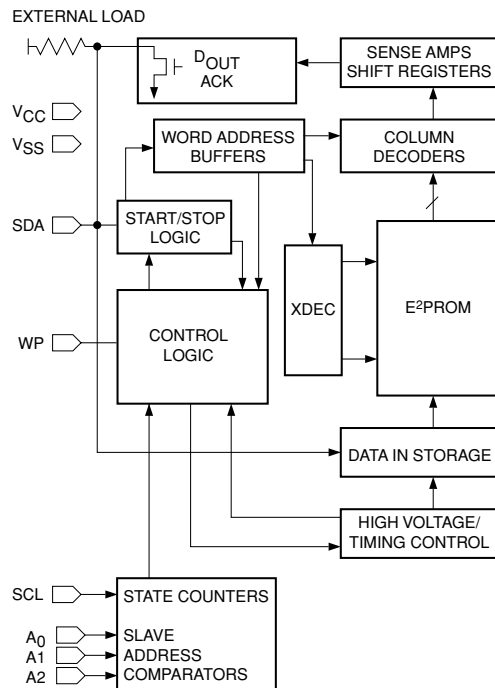 EXTERNAL LOAD
DOUT
ACK
SENSE AMPS
SHIFT REGISTERS
VCC
VSS
WORD ADDRESS
BUFFERS
COLUMN
DECODERS
SDA
START/STOP
LOGIC
XDEC
E2PROM
WP
CONTROL
LOGIC
DATA IN STORAGE
HIGH VOLTAGE/
TIMING CONTROL
SCL
STATE COUNTERS
A0
SLAVE
A1
ADDRESS
A2
COMPARATORS